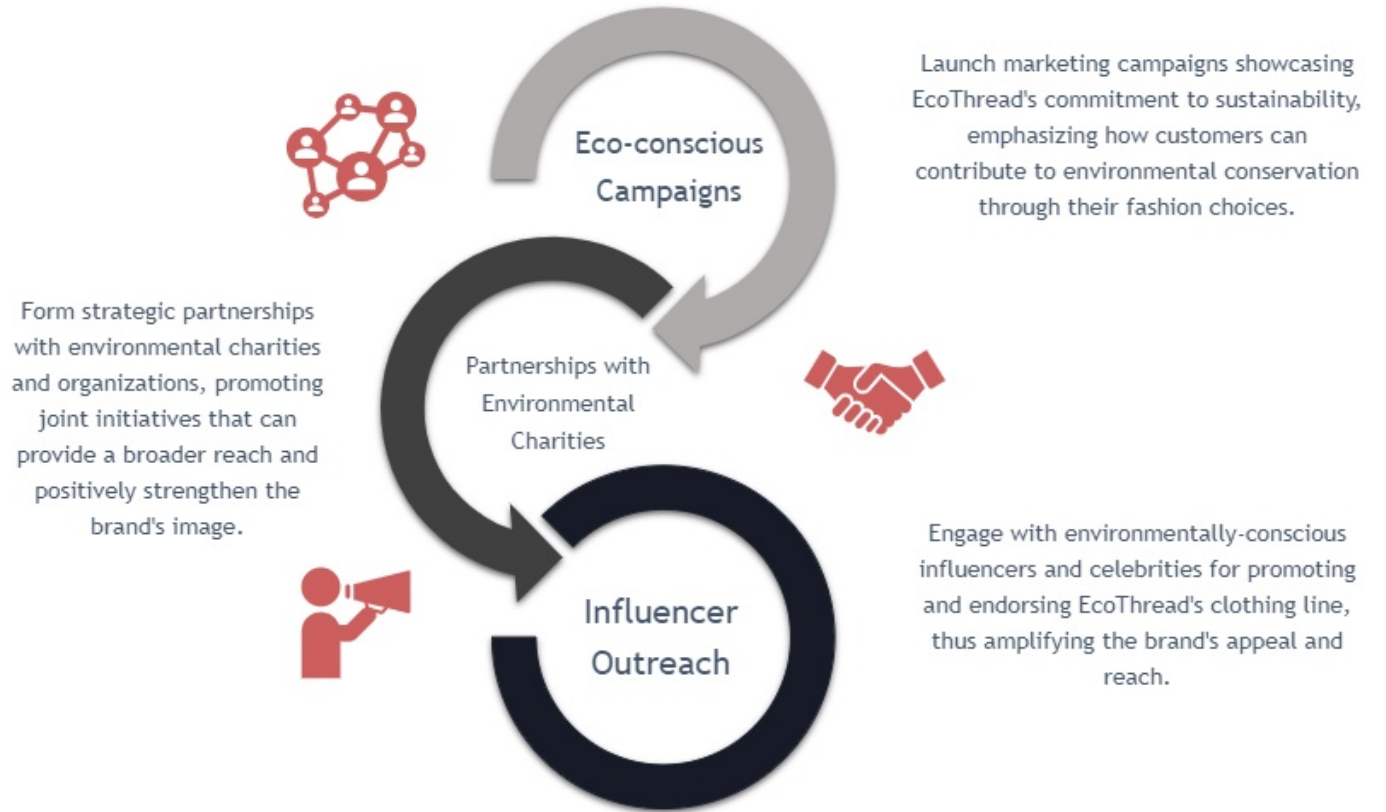 Eco-conscious
Campaigns
Launch marketing campaigns showcasing
EcoThread's commitment to sustainability,
emphasizing how customers can
contribute to environmental conservation
through their fashion choices.
Partnerships with
Environmental
Charities
Form strategic partnerships
with environmental charities
and organizations, promoting
joint initiatives that can
provide a broader reach and
positively strengthen the
brand's image.
Influencer
Outreach
Engage with environmentally-conscious
influencers and celebrities for promoting
and endorsing EcoThread's clothing line,
thus amplifying the brand's appeal and
reach.